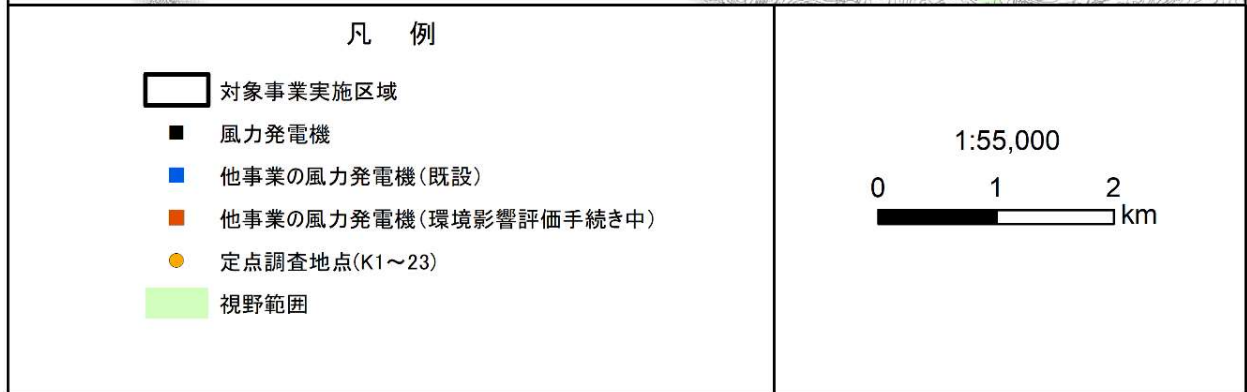 凡　例
対象事業実施区域
風力発電機
他事業の風力発電機(既設)
他事業の風力発電機(環境影響評価手続き中)
定点調査地点(K1～23)
視野範囲
1:55,000
0 1 2
km